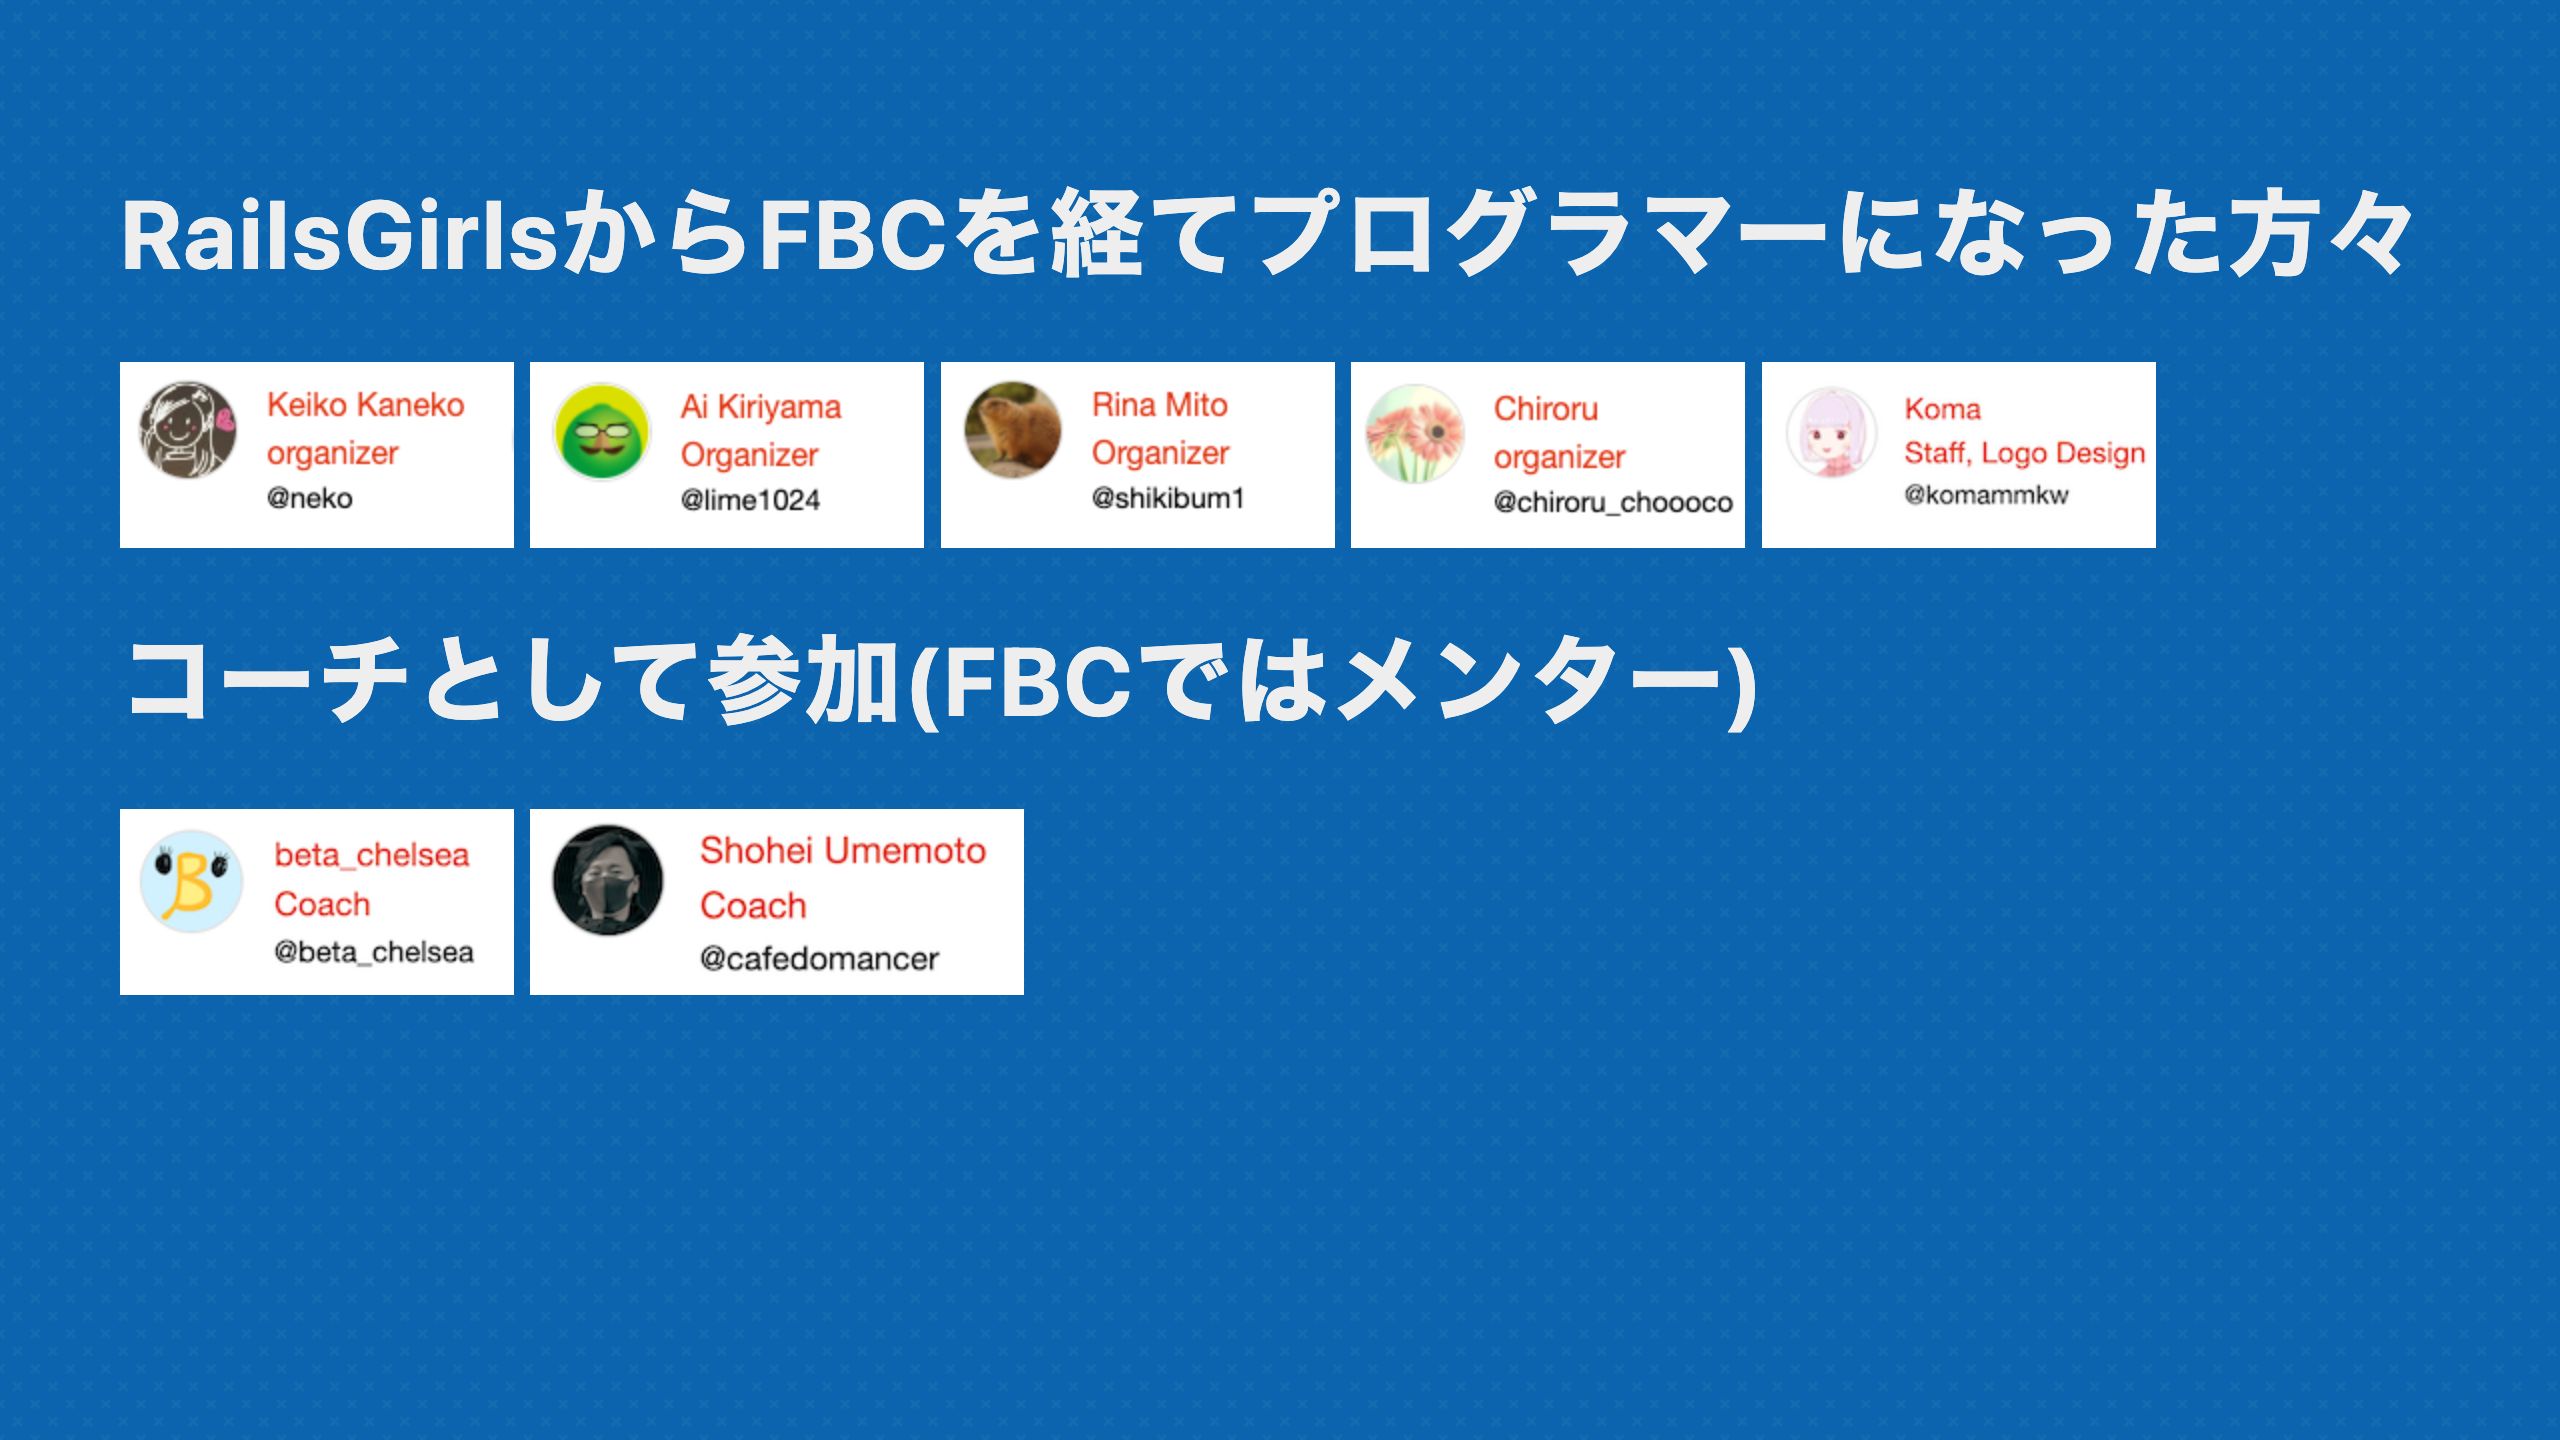 RailsGirlsからFBCを経てプログラマーになった方々
Keiko Kaneko
organizer
@neko
Ai Kiriyama
Organizer
@lime1024
Rina Mito
Organizer
@shikibum1
Chiroru
organizer
@chiroru_choooco
Koma
Staff, Logo Design
@komammkw
コーチとして参加(FBCではメンター)
B
beta_chelsea
Coach
@beta_chelsea
Shohei Umemoto
Coach
@cafedomancer